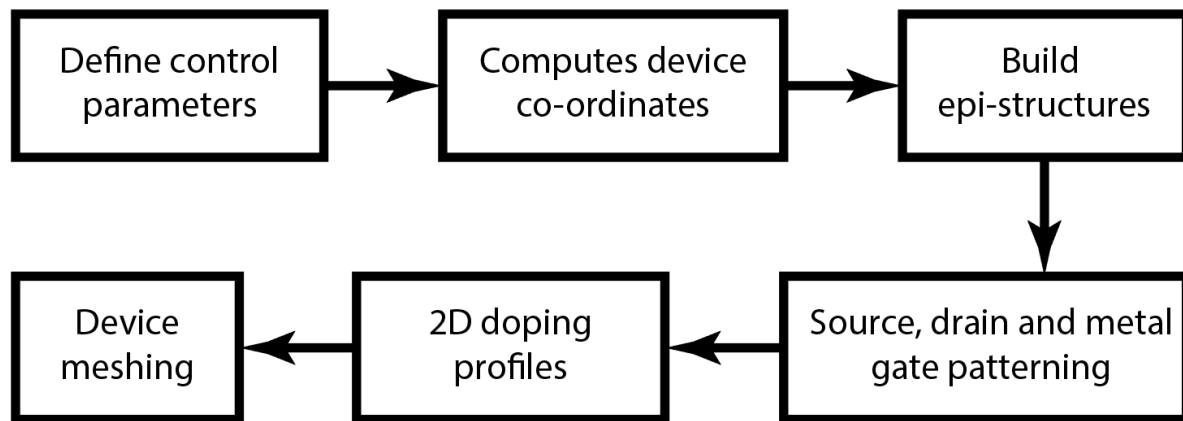 Define control
parameters
Computes device
co-ordinates
Build
epi-structures
Source, drain and metal
gate patterning
2D doping
profiles
Device
meshing